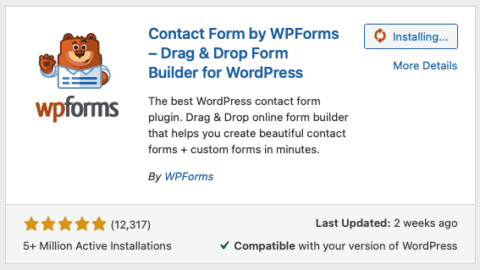 Contact Form by WPForms
– Drag & Drop Form
Builder for WordPress
Installing...
More Details
wpforms
The best WordPress contact form
plugin. Drag & Drop online form builder
that helps you create beautiful contact
forms + custom forms in minutes.
By WPForms
(12,317)
Last Updated: 2 weeks ago
5+ Million Active Installations
Compatible with your version of WordPress